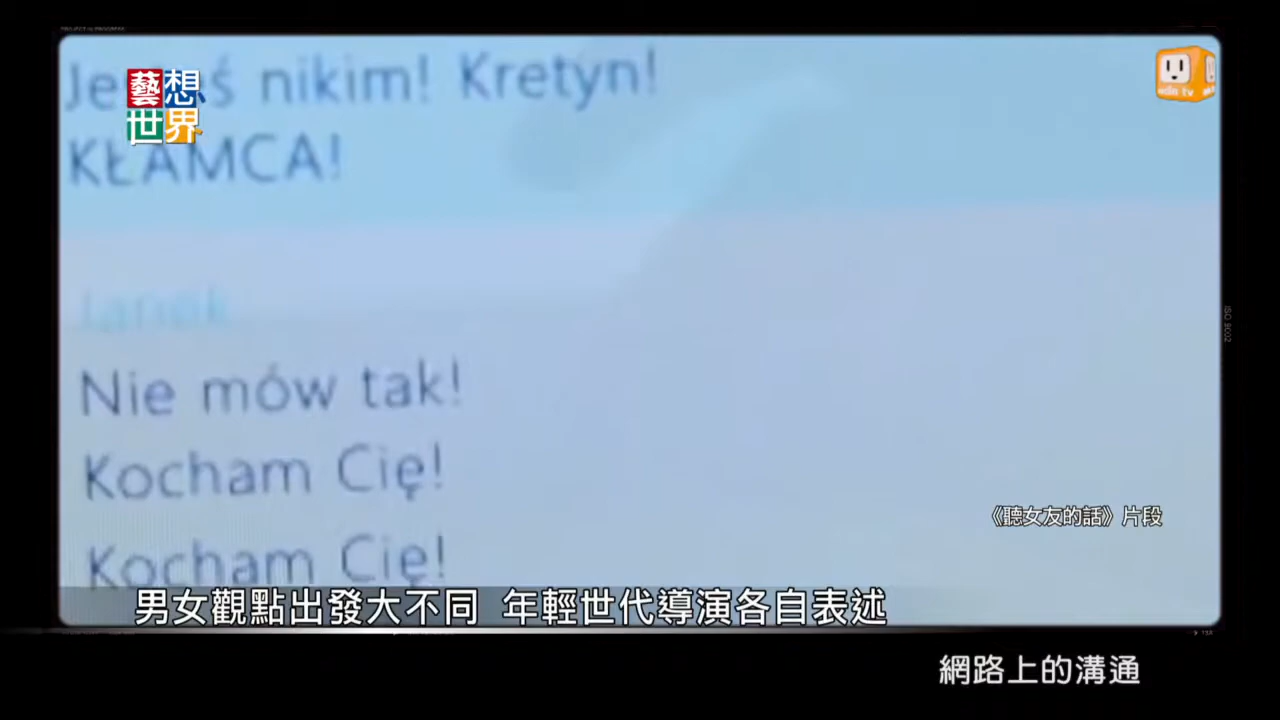 藝想
世界
nikim! Kretyn!
KŁAMCA!
Janek
Nie mów tak!
Kocham Cię!
Kocham Cię!
《聽女友的話》片段
男女觀點出發大不同 年輕世代導演各自表述
網路上的溝通